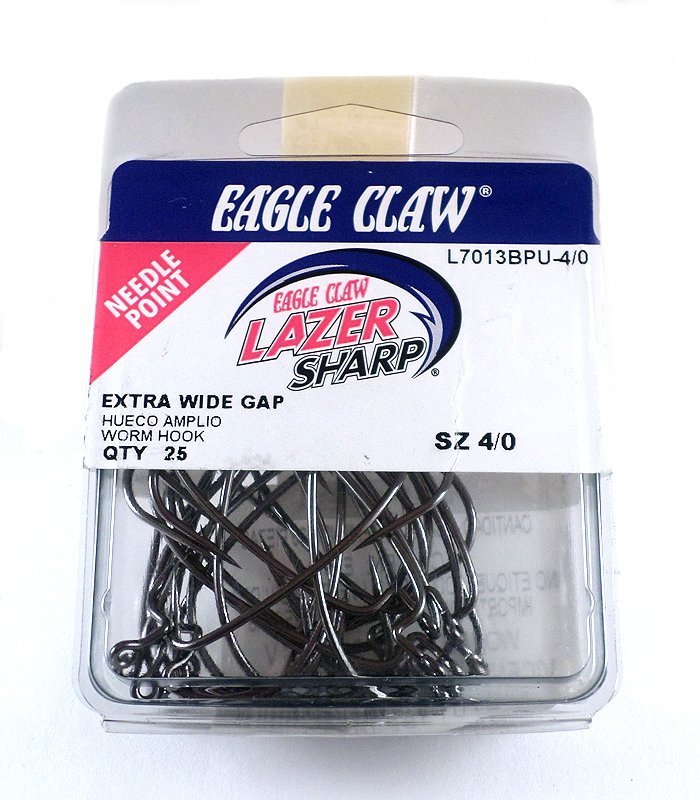 EAGLE CLAW®
L7013BPU-4/0
NEEDLE
POINT
EAGLE CLAW
LAZER
SHARP®
EXTRA WIDE GAP
HUECO AMPLIO
WORM HOOK
QTY 25
SZ 4/0